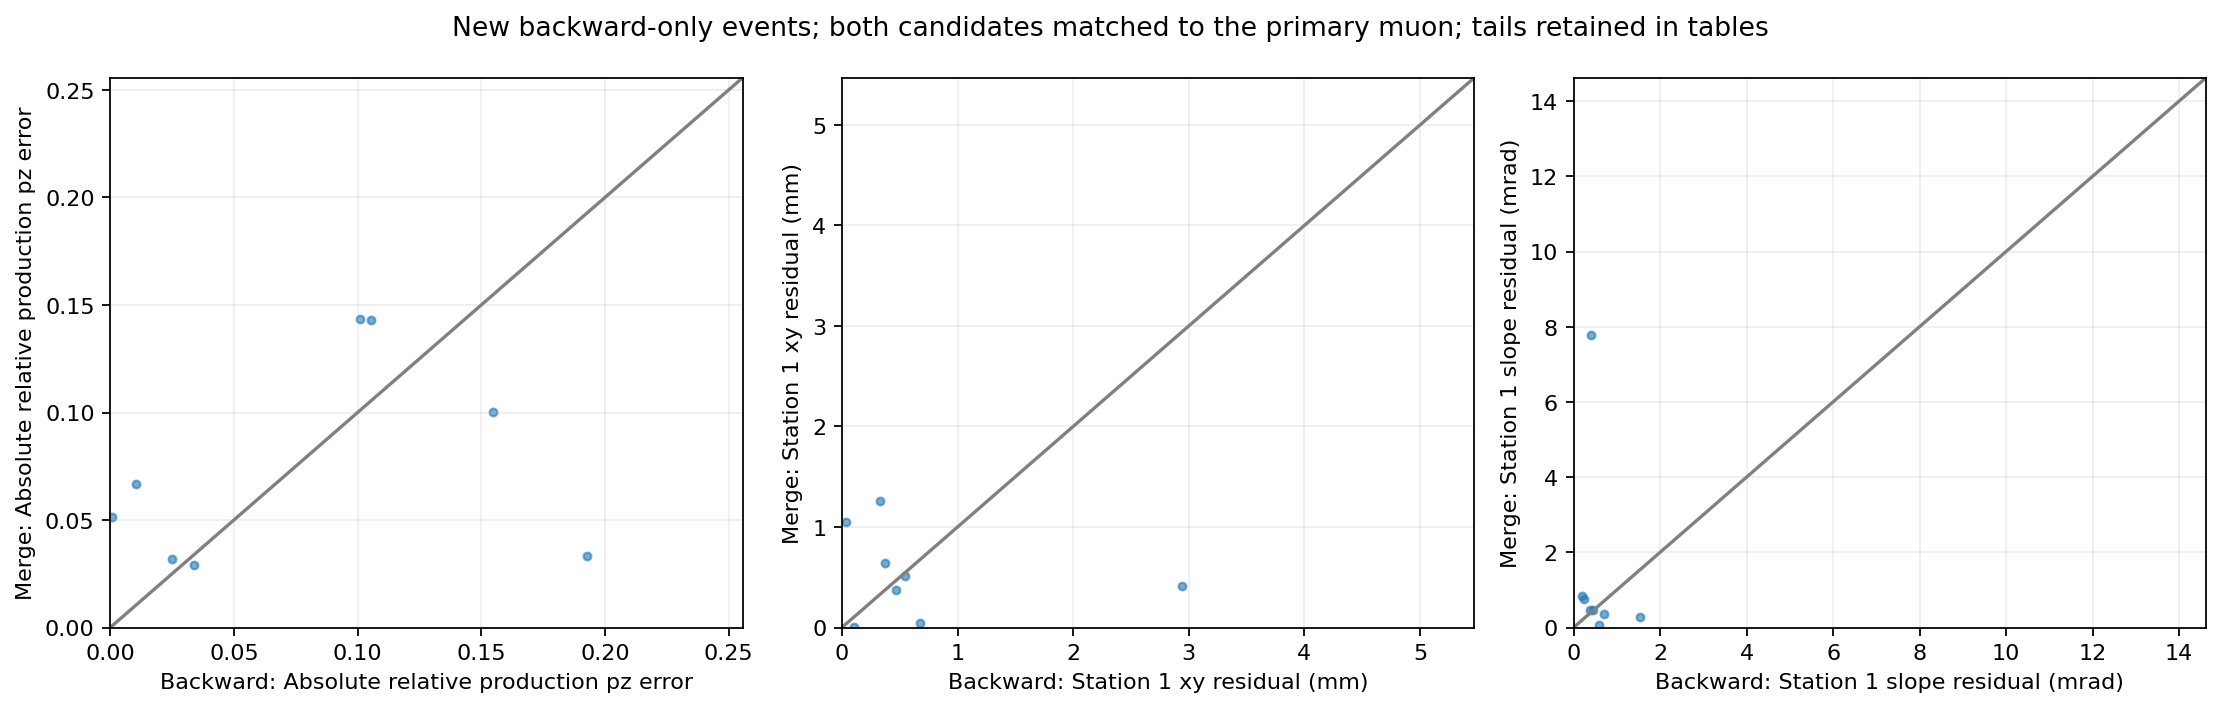 New backward-only events; both candidates matched to the primary muon; tails retained in tables
Merge: Absolute relative production pz error
0.25
0.20
0.15
0.10
0.05
0.00
0.00 0.05 0.10 0.15 0.20 0.25
Backward: Absolute relative production pz error
Merge: Station 1 xy residual (mm)
5
4
3
2
1
0
0 1 2 3 4 5
Backward: Station 1 xy residual (mm)
Merge: Station 1 slope residual (mrad)
14
12
10
8
6
4
2
0
0 2 4 6 8 10 12 14
Backward: Station 1 slope residual (mrad)